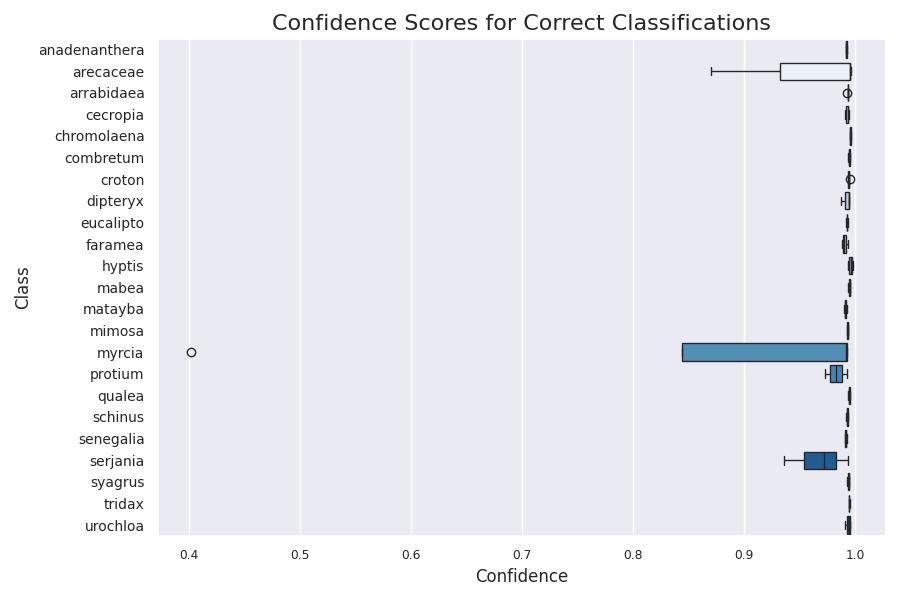 Confidence Scores for Correct Classifications
Class
anadenanthera
arecaceae
arrabidaea
cecropia
chromolaena
combretum
croton
dipteryx
eucalipto
faramea
hyptis
mabea
matayba
mimosa
myrcia
protium
qualea
schinus
senegalia
serjania
syagrus
tridax
urochloa
0.4 0.5 0.6 0.7 0.8 0.9 1.0
Confidence